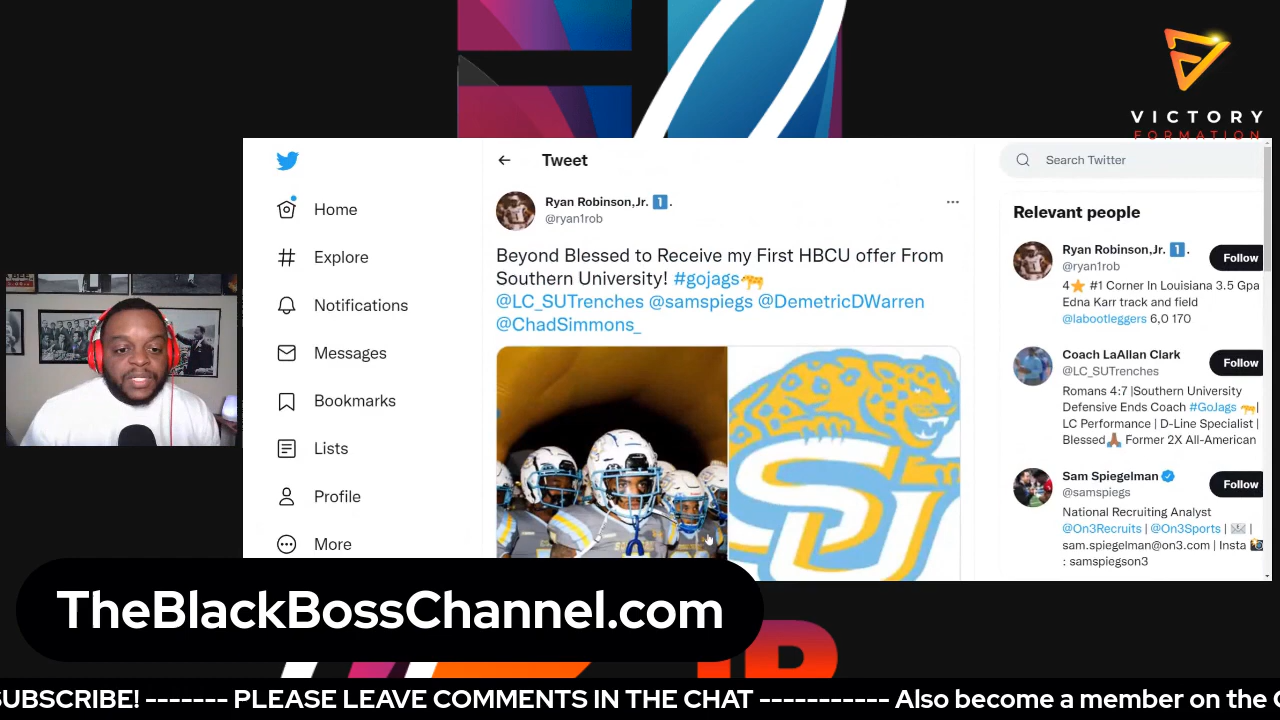 VICTORY
FORMATION
Tweet
Search Twitter
Home
Explore
Notifications
Messages
Bookmarks
Lists
Profile
More
Ryan Robinson,Jr. 1 .
@ryan1rob
Beyond Blessed to Receive my First HBCU offer From
Southern University! #gojags🐆
@LC_SUTrenches @samspiegs @DemetricDWarren
@ChadSimmons_
SU
Relevant people
Ryan Robinson,Jr. 1 .
@ryan1rob
Follow
4⭐ #1 Corner In Louisiana 3.5 Gpa
Edna Karr track and field
@labootleggers 6,0 170
Coach LaAllan Clark
@LC_SUTrenches
Follow
Romans 4:7 |Southern University
Defensive Ends Coach #GoJags 🐆|
LC Performance | D-Line Specialist |
Blessed🙏🏾 Former 2X All-American
Sam Spiegelman
@samspiegs
Follow
National Recruiting Analyst
@On3Recruits | @On3Sports | 📧 |
sam.spiegelman@on3.com | Insta 📸
: samspiegson3
TheBlackBossChannel.com
SUBSCRIBE! ------- PLEASE LEAVE COMMENTS IN THE CHAT ----------- Also become a member on the